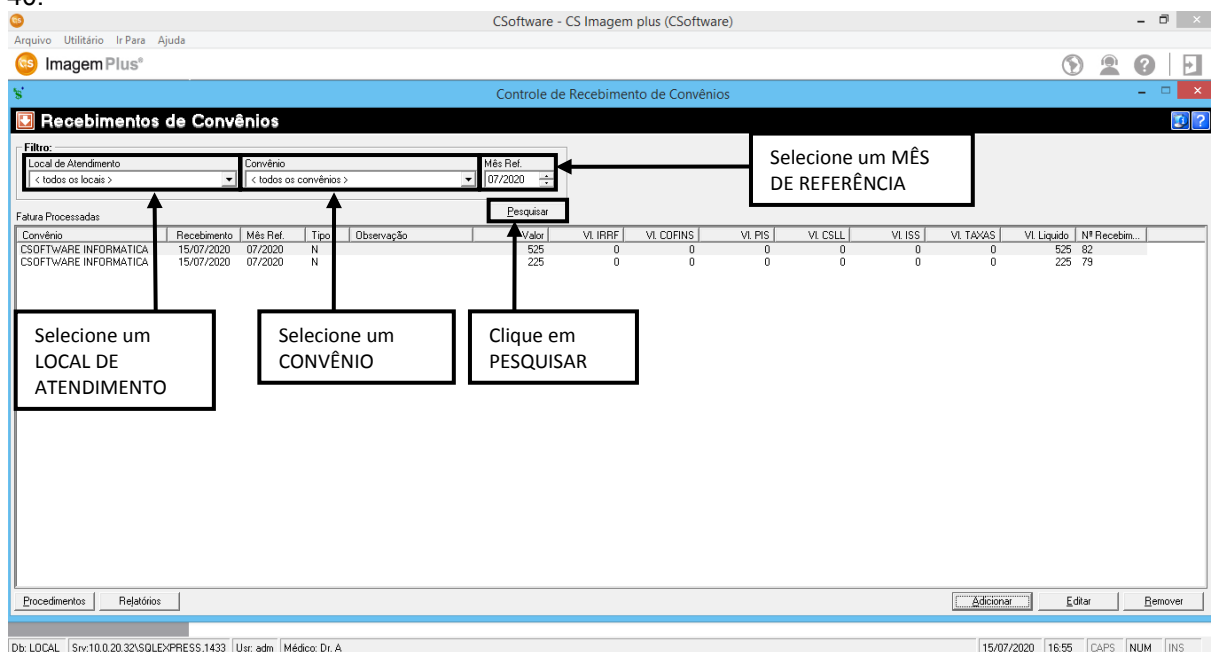 40.
CSoftware - CS Imagem plus (CSoftware)
Arquivo Utilitário Ir Para Ajuda
cs Imagem Plus®
Controle de Recebimento de Convênios
Recebimentos de Convênios
Filtro:
Local de Atendimento Convênio Mês Ref.
< todos os locais > < todos os convênios > 07/2020
Selecione um MÊS
DE REFERÊNCIA
Pesquisar
Fatura Processadas
Convênio Recebimento Mês Ref. Tipo Observação Valor Vl. IRRF Vl. COFINS Vl. PIS Vl. CSLL Vl. ISS Vl. TAXAS Vl. Liquido Nº Recebim...
CSOFTWARE INFORMATICA 15/07/2020 07/2020 N 525 0 0 0 0 0 0 525 82
CSOFTWARE INFORMATICA 15/07/2020 07/2020 N 225 0 0 0 0 0 0 225 79
Selecione um
LOCAL DE
ATENDIMENTO
Selecione um
CONVÊNIO
Clique em
PESQUISAR
Procedimentos Relatórios Adicionar Editar Remover
Db: LOCAL Srv:10.0.20.32\SQLEXPRESS,1433 Usr: adm Médico: Dr. A 15/07/2020 16:55 CAPS NUM INS